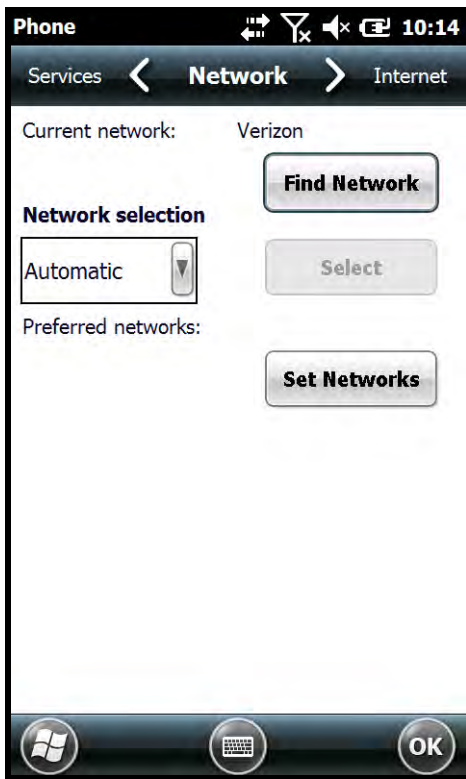 Phone 10:14
Services Network Internet
Current network: Verizon
Find Network
Network selection
Automatic
Select
Preferred networks:
Set Networks
OK